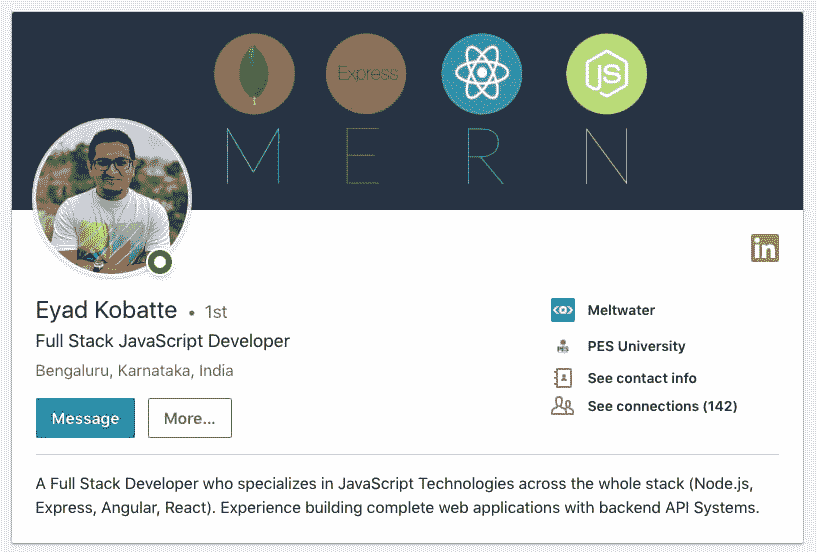 Express
JS
M E R N
in
Eyad Kobatte • 1st
Full Stack JavaScript Developer
Bengaluru, Karnataka, India
Message More...
Meltwater
PES PES University
See contact info
See connections (142)
A Full Stack Developer who specializes in JavaScript Technologies across the whole stack (Node.js,
Express, Angular, React). Experience building complete web applications with backend API Systems.